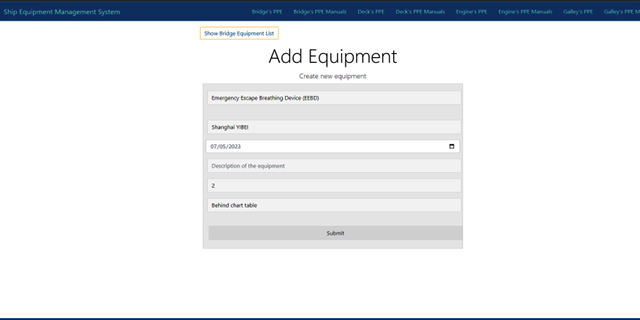 Ship Equipment Management System Bridge's PPE Bridge's PPE Manuals Deck's PPE Deck's PPE Manuals Engine's PPE Engine's PPE Manuals Galley's PPE Galley's PPE M
Show Bridge Equipment List
Add Equipment
Create new equipment
Emergency Escape Breathing Device (EEBD)
Shanghai YIBEI
07/05/2023
Description of the equipment
2
Behind chart table
Submit